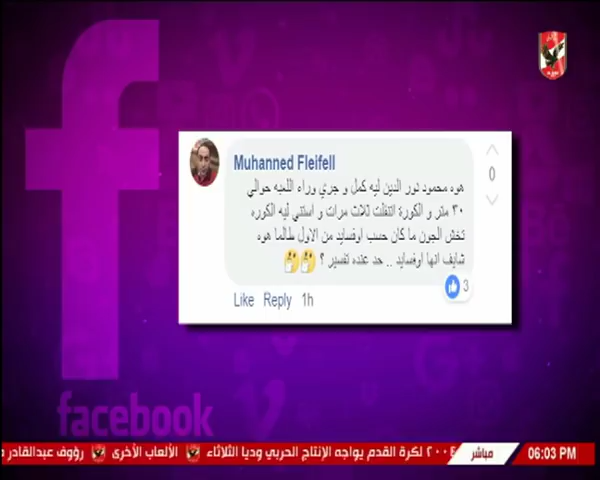 Muhanned Fleifell
هوه محمود نور الدين ليه كمل و جري وراء اللعبه حوالي
٣٠ متر و الكورة اتنقلت ثلاث مرات و استني ليه الكوره
تخش الجون ما كان حسب اوفسايد من الاول طالما هوه
شايف انها اوفسايد .. حد عنده تفسير ؟ 🤔🤔
0
3
Like Reply 1h
facebook
٢٠٠٥ لكرة القدم يواجه الإنتاج الحربي وديا الثلاثاء الألعاب الأخرى رؤوف عبدالقادر
مباشر
06:03 PM